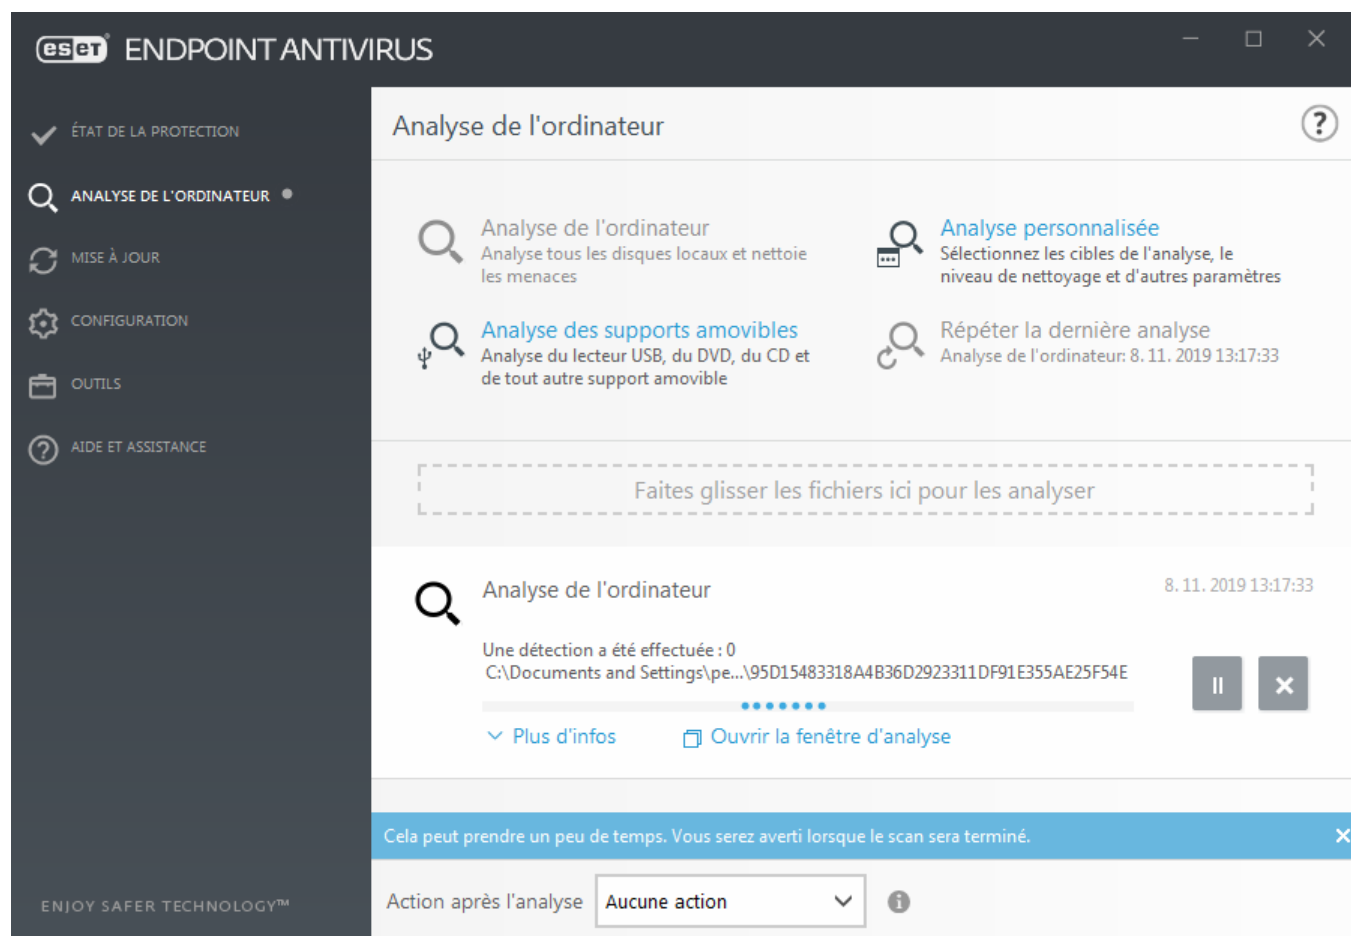 eset ENDPOINT ANTIVIRUS
ÉTAT DE LA PROTECTION
ANALYSE DE L'ORDINATEUR
MISE À JOUR
CONFIGURATION
OUTILS
AIDE ET ASSISTANCE
ENJOY SAFER TECHNOLOGY™
Analyse de l'ordinateur
?
Analyse de l'ordinateur
Analyse tous les disques locaux et nettoie
les menaces
Analyse personnalisée
Sélectionnez les cibles de l'analyse, le
niveau de nettoyage et d'autres paramètres
Analyse des supports amovibles
Analyse du lecteur USB, du DVD, du CD et
de tout autre support amovible
Répéter la dernière analyse
Analyse de l'ordinateur: 8. 11. 2019 13:17:33
Faites glisser les fichiers ici pour les analyser
Analyse de l'ordinateur
8. 11. 2019 13:17:33
Une détection a été effectuée : 0
C:\Documents and Settings\pe...\95D15483318A4B36D2923311DF91E355AE25F54E
Plus d'infos
Ouvrir la fenêtre d'analyse
Cela peut prendre un peu de temps. Vous serez averti lorsque le scan sera terminé.
Action après l'analyse
Aucune action